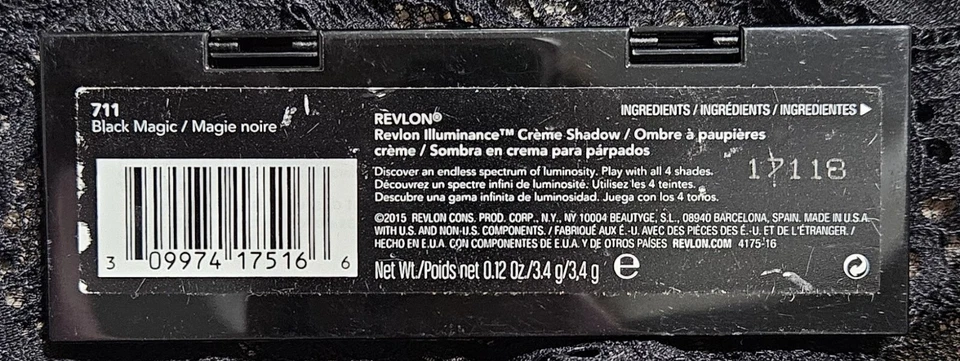 711
Black Magic / Magie noire
3 09974 17516 6
REVLON®
Revlon Illuminance™ Crème Shadow / Ombre à paupières
crème / Sombra en crema para párpados
Discover an endless spectrum of luminosity. Play with all 4 shades.
Découvrez un spectre infini de luminosité. Utilisez les 4 teintes.
Descubre una gama infinita de luminosidad. Juega con los 4 tonos.
©2015 REVLON CONS. PROD. CORP., N.Y., NY 10004 BEAUTYGE, S.L., 08940 BARCELONA, SPAIN. MADE IN U.S.A.
WITH U.S. AND NON-U.S. COMPONENTS. / FABRIQUÉ AUX É.-U. AVEC DES PIÈCES DES É.-U. ET DE L'ÉTRANGER. /
HECHO EN E.U.A. CON COMPONENTES DE E.U.A. Y DE OTROS PAÍSES REVLON.COM 4175-16
Net Wt./Poids net 0.12 Oz./3.4 g/3,4 g e
INGREDIENTS / INGRÉDIENTS / INGREDIENTES
17118